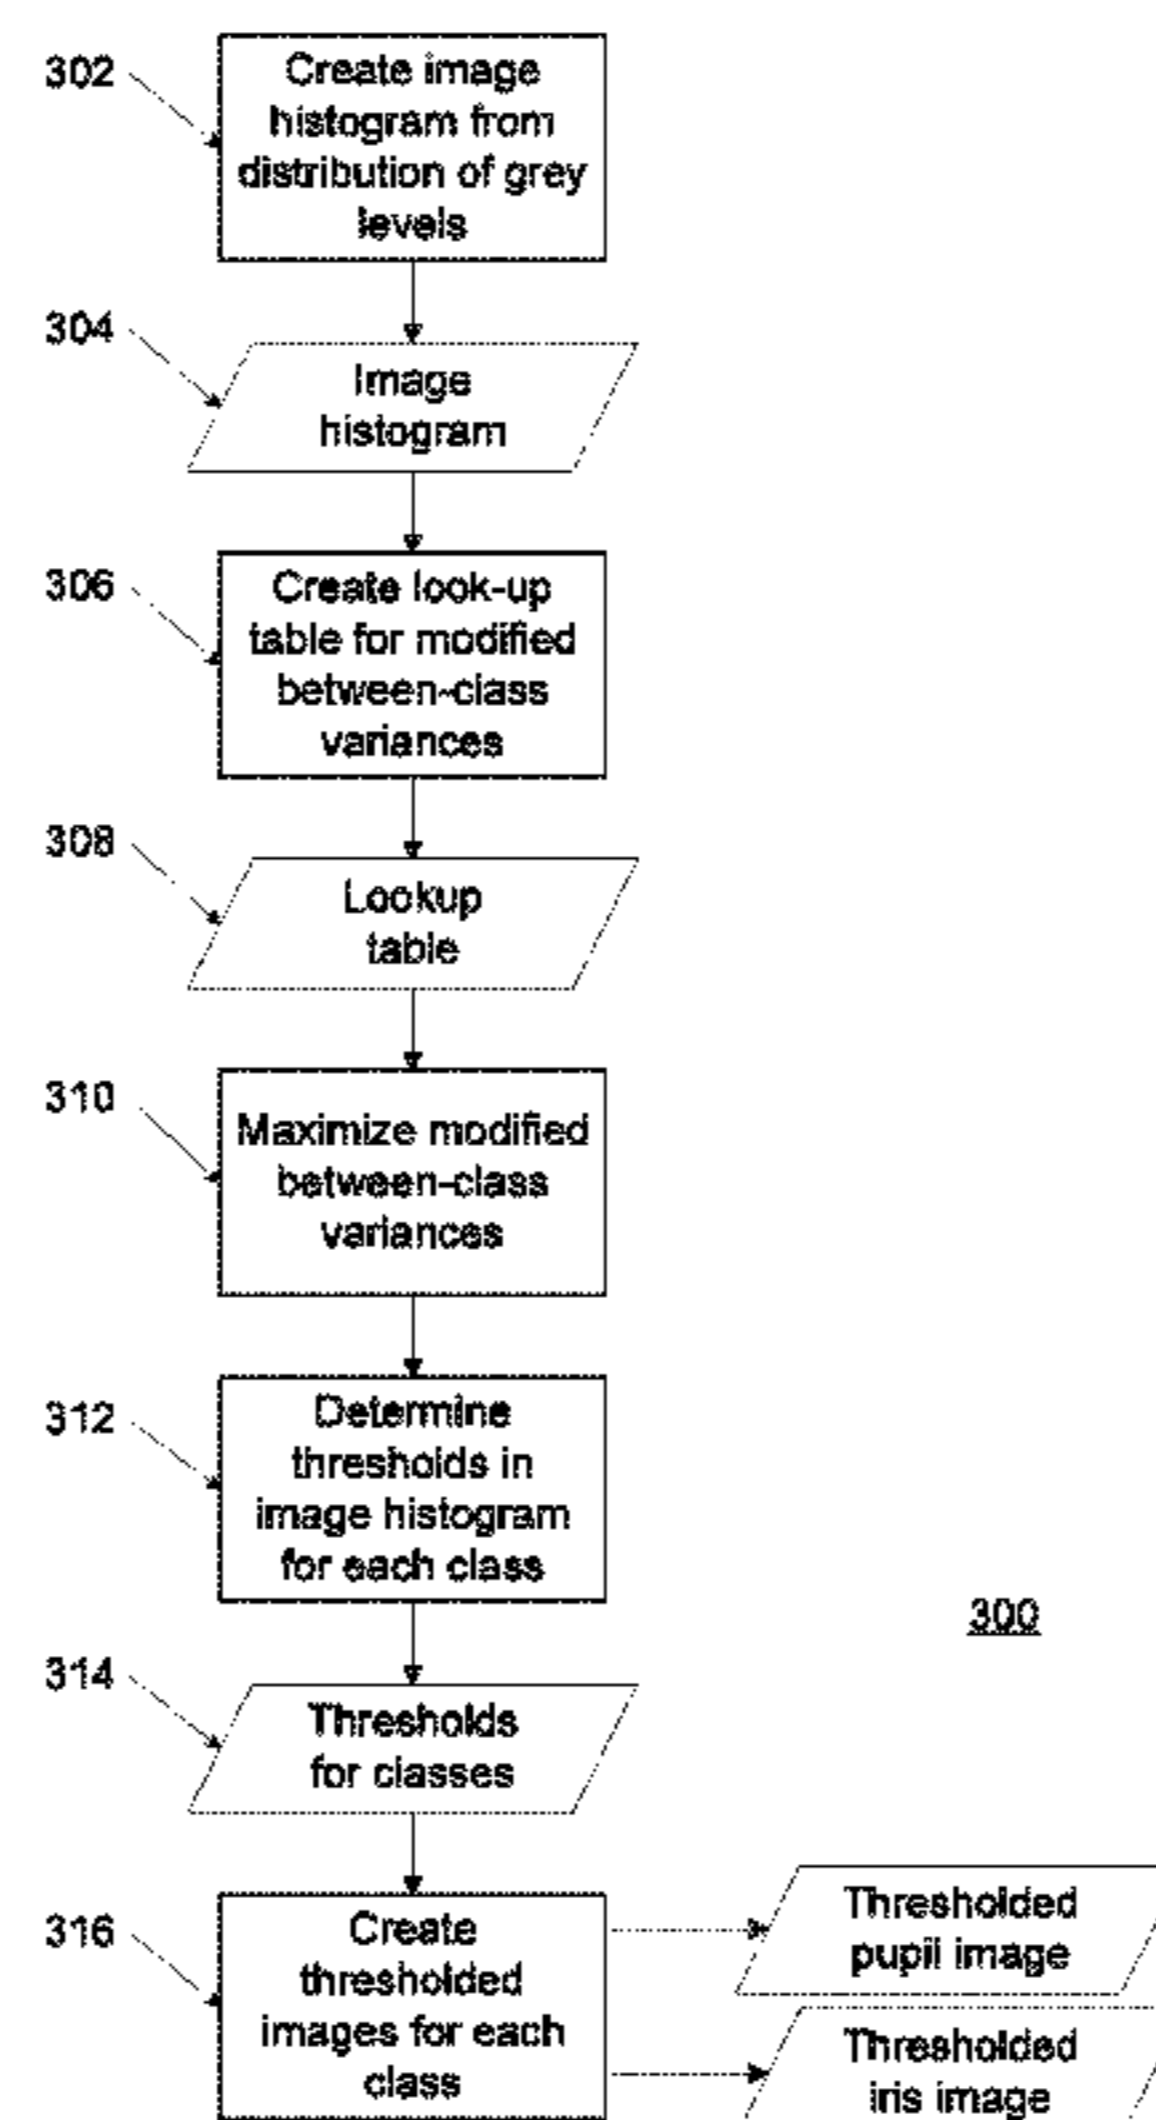 302
Create image
histogram from
distribution of grey
levels
304
Image
histogram
306
Create look-up
table for modified
between-class
variances
308
Lookup
table
310
Maximize modified
between-class
variances
312
Determine
thresholds in
image histogram
for each class
300
314
Thresholds
for classes
316
Create
thresholded
images for each
class
Thresholded
pupil image
Thresholded
iris image